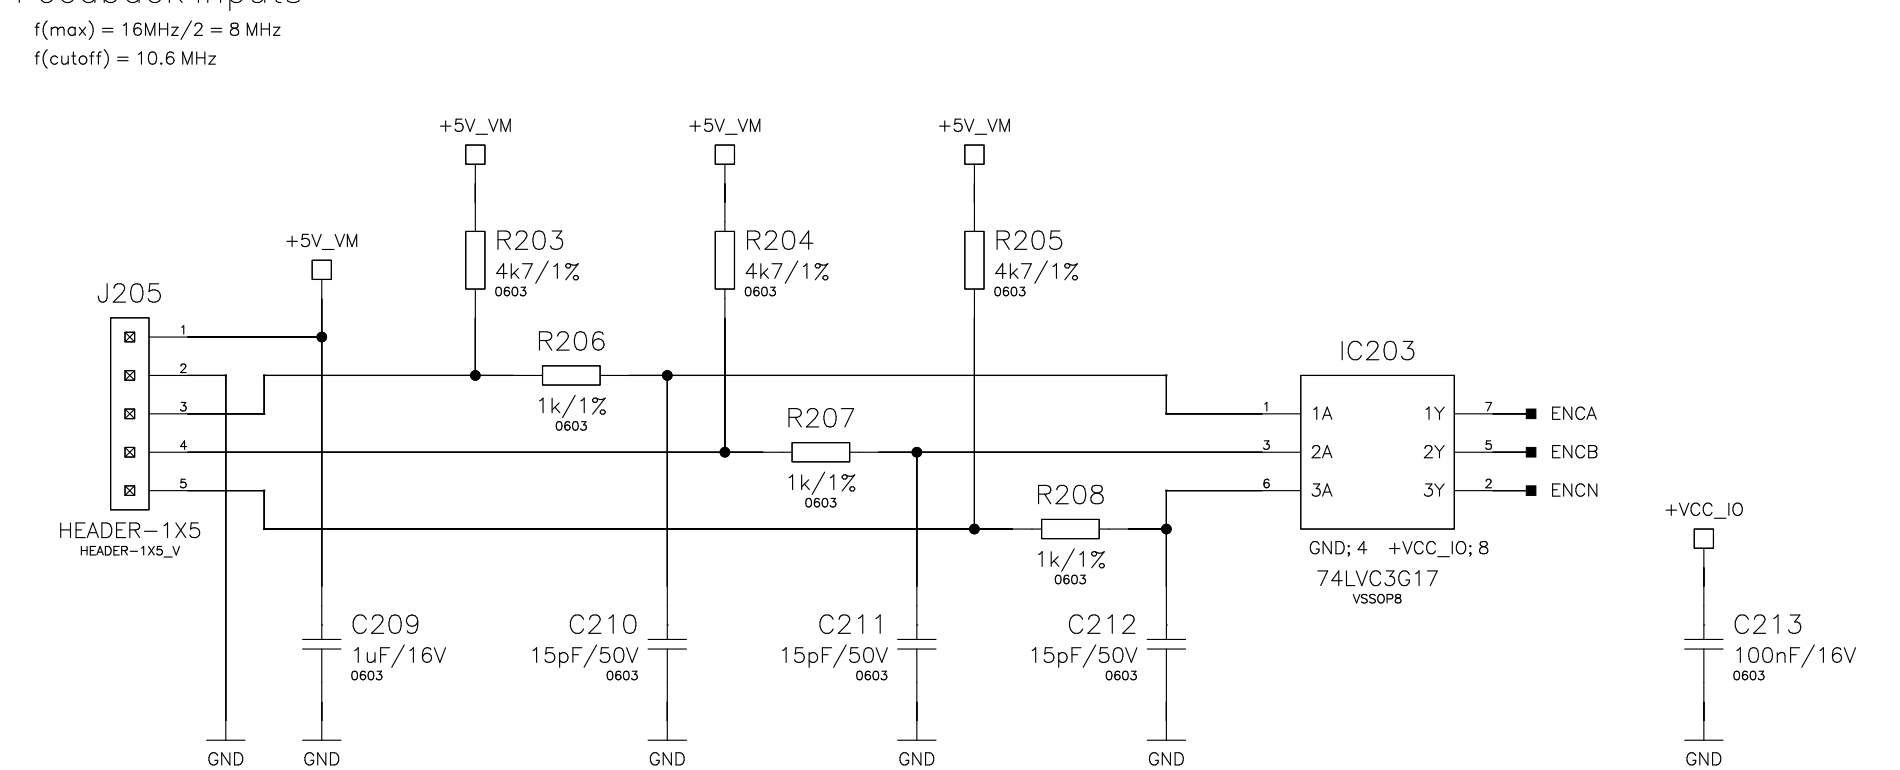 Feedback Inputs
f(max) = 16MHz/2 = 8 MHz
f(cutoff) = 10.6 MHz
+5V_VM
+5V_VM
+5V_VM
+5V_VM
R203
4k7/1%
0603
R204
4k7/1%
0603
R205
4k7/1%
0603
J205
1
2
3
4
5
HEADER-1X5
HEADER-1X5_V
R206
1k/1%
0603
R207
1k/1%
0603
R208
1k/1%
0603
IC203
1 1A 1Y 7 ENCA
3 2A 2Y 5 ENCB
6 3A 3Y 2 ENCN
GND; 4 +VCC_IO; 8
74LVC3G17
VSSOP8
+VCC_IO
C209
1uF/16V
0603
C210
15pF/50V
0603
C211
15pF/50V
0603
C212
15pF/50V
0603
C213
100nF/16V
0603
GND GND GND GND GND GND